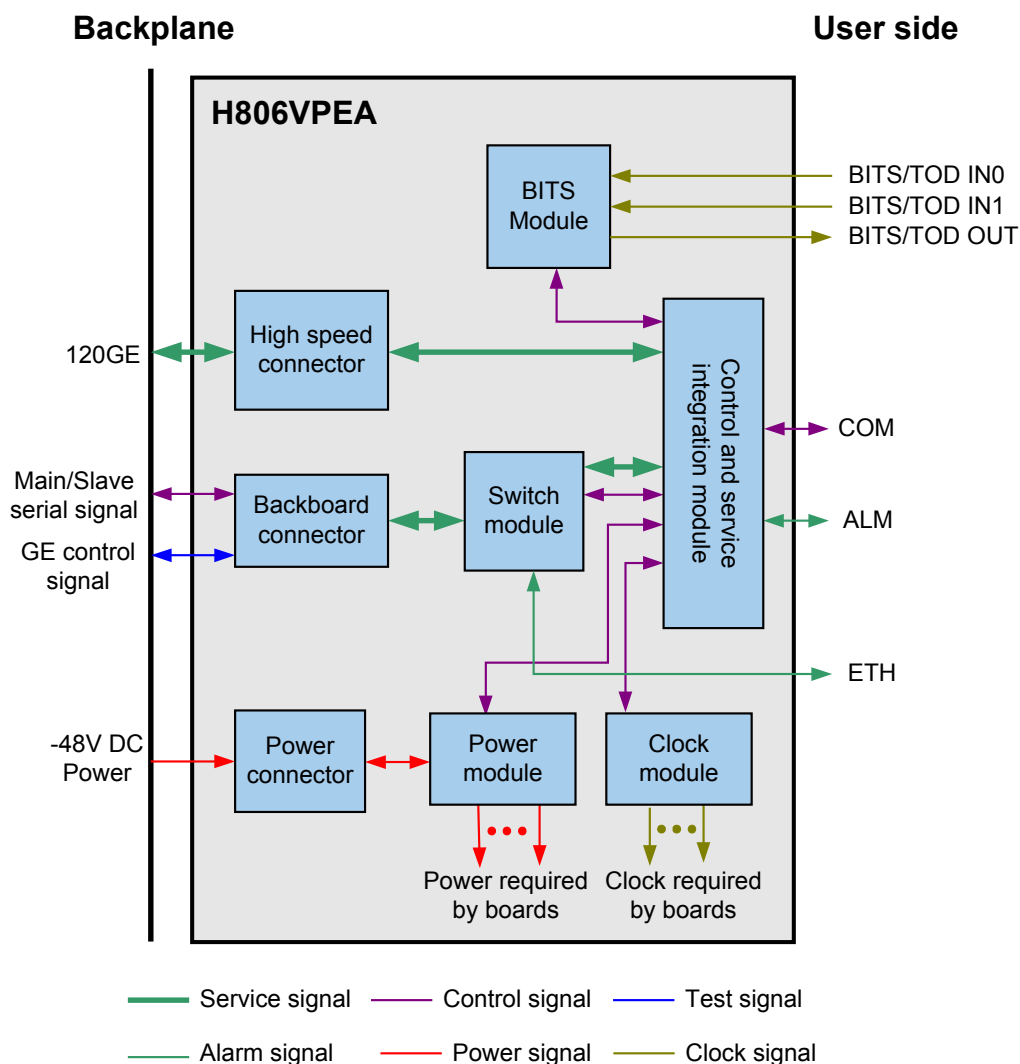 Backplane
User side
H806VPEA
BITS
Module
BITS/TOD IN0
BITS/TOD IN1
BITS/TOD OUT
120GE
High speed
connector
Control and service
integration module
COM
Main/Slave
serial signal
Backboard
connector
Switch
module
ALM
GE control
signal
ETH
-48V DC
Power
Power
connector
Power
module
Clock
module
Power required
by boards
Clock required
by boards
Service signal
Control signal
Test signal
Alarm signal
Power signal
Clock signal